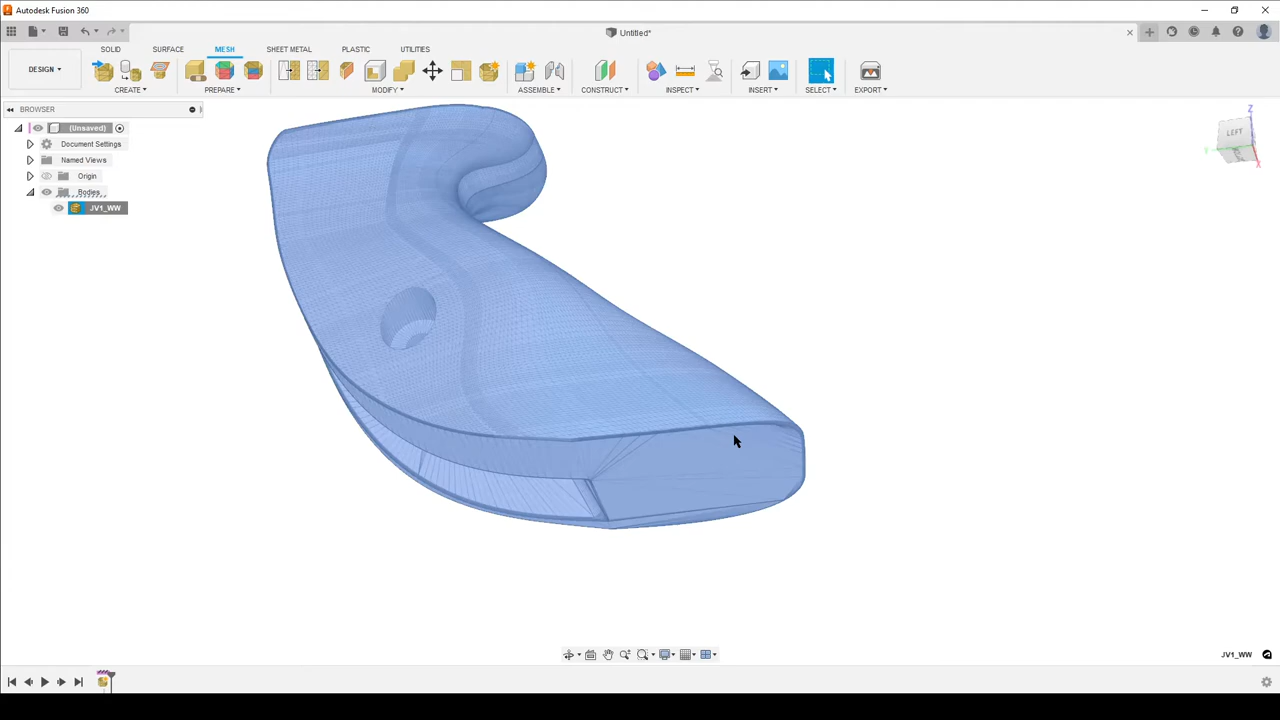 Autodesk Fusion 360
Untitled*
DESIGN
SOLID SURFACE MESH SHEET METAL PLASTIC UTILITIES
CREATE PREPARE MODIFY ASSEMBLE CONSTRUCT INSPECT INSERT SELECT EXPORT
BROWSER
(Unsaved)
Document Settings
Named Views
Origin
Bodies
JV1_WW
Z
LEFT
X
JV1_WW